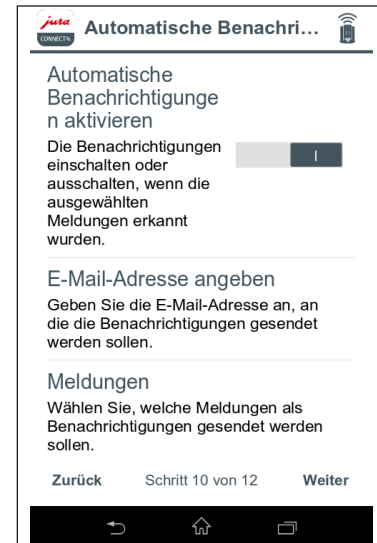 jura
CONNECT
Automatische Benachri...
Automatische
Benachrichtigunge
n aktivieren
Die Benachrichtigungen
einschalten oder
ausschalten, wenn die
ausgewählten
Meldungen erkannt
wurden.
I
E-Mail-Adresse angeben
Geben Sie die E-Mail-Adresse an, an
die die Benachrichtigungen gesendet
werden sollen.
Meldungen
Wählen Sie, welche Meldungen als
Benachrichtigungen gesendet werden
sollen.
Zurück Schritt 10 von 12 Weiter